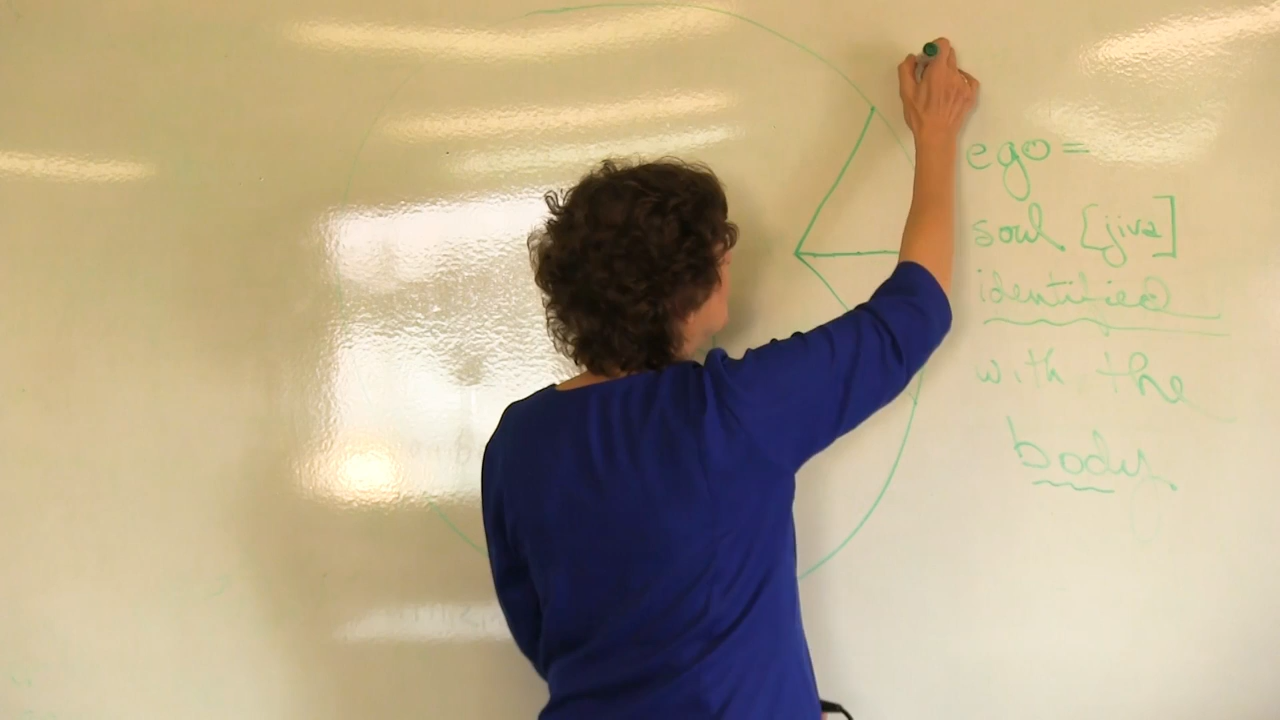 ego =
soul [jiva]
identified
with the
body